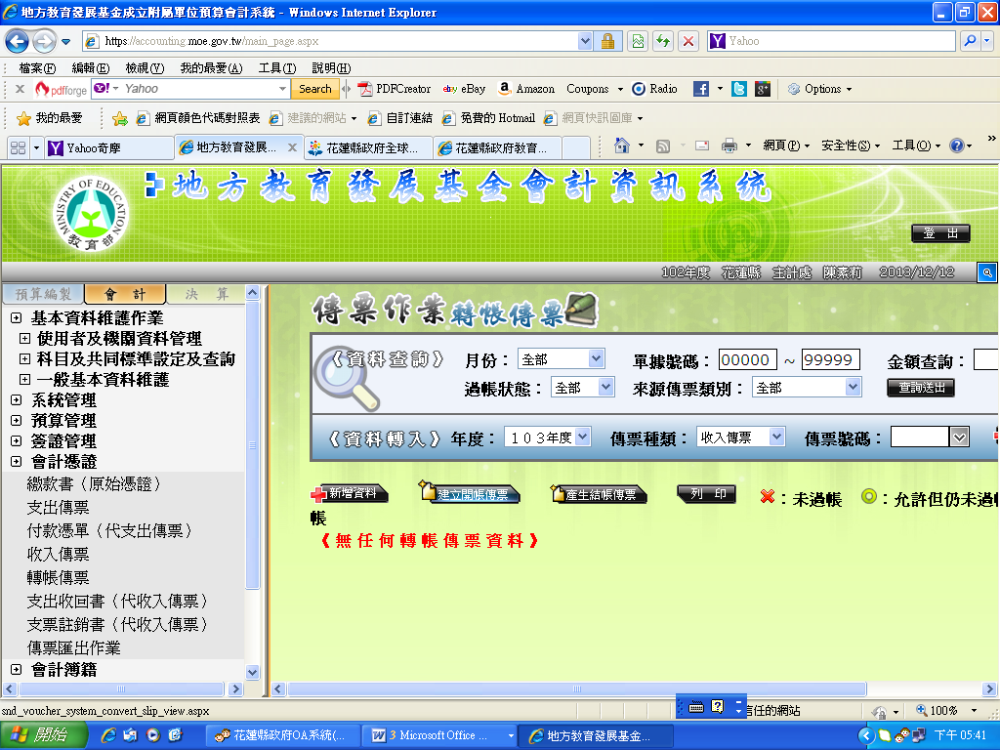 地方教育發展基金成立附屬單位預算會計系統 - Windows Internet Explorer
https://accounting.moe.gov.tw/main_page.aspx
Yahoo
檔案(F) 編輯(E) 檢視(V) 我的最愛(A) 工具(T) 說明(H)
pdfforge Yahoo Search PDFCreator eBay Amazon Coupons Radio Options
我的最愛 網頁顏色代碼對照表 建議的網站 自訂連結 免費的 Hotmail 網頁快訊圖庫
Yahoo奇摩 地方教育發展... 花蓮縣政府全球... 花蓮縣政府教育... 網頁(P) 安全性(S) 工具(O)
MINISTRY OF EDUCATION 教育部
地方教育發展基金會計資訊系統
登 出
102年度 花蓮縣 主計處 陳素莉 2013/12/12
預算編製 會 計 決 算
基本資料維護作業
使用者及機關資料管理
科目及共同標準設定及查詢
一般基本資料維護
系統管理
預算管理
簽證管理
會計憑證
繳款書（原始憑證）
支出傳票
付款憑單（代支出傳票）
收入傳票
轉帳傳票
支出收回書（代收入傳票）
支票註銷書（代收入傳票）
傳票匯出作業
會計簿籍
傳票作業 轉帳傳票
《資料查詢》 月份： 全部 單據號碼： 00000 ~ 99999 金額查詢：
過帳狀態： 全部 來源傳票類別： 全部 查詢送出
《資料轉入》 年度： 103年度 傳票種類： 收入傳票 傳票號碼：
新增資料 建立開帳傳票 產生結帳傳票 列 印 ：未過帳 ：允許但仍未過
帳
《無任何轉帳傳票資料》
snd_voucher_system_convert_slip_view.aspx 信任的網站 100%
開始 花蓮縣政府OA系統(... 3 Microsoft Office ... 地方教育發展基金... 下午 05:41